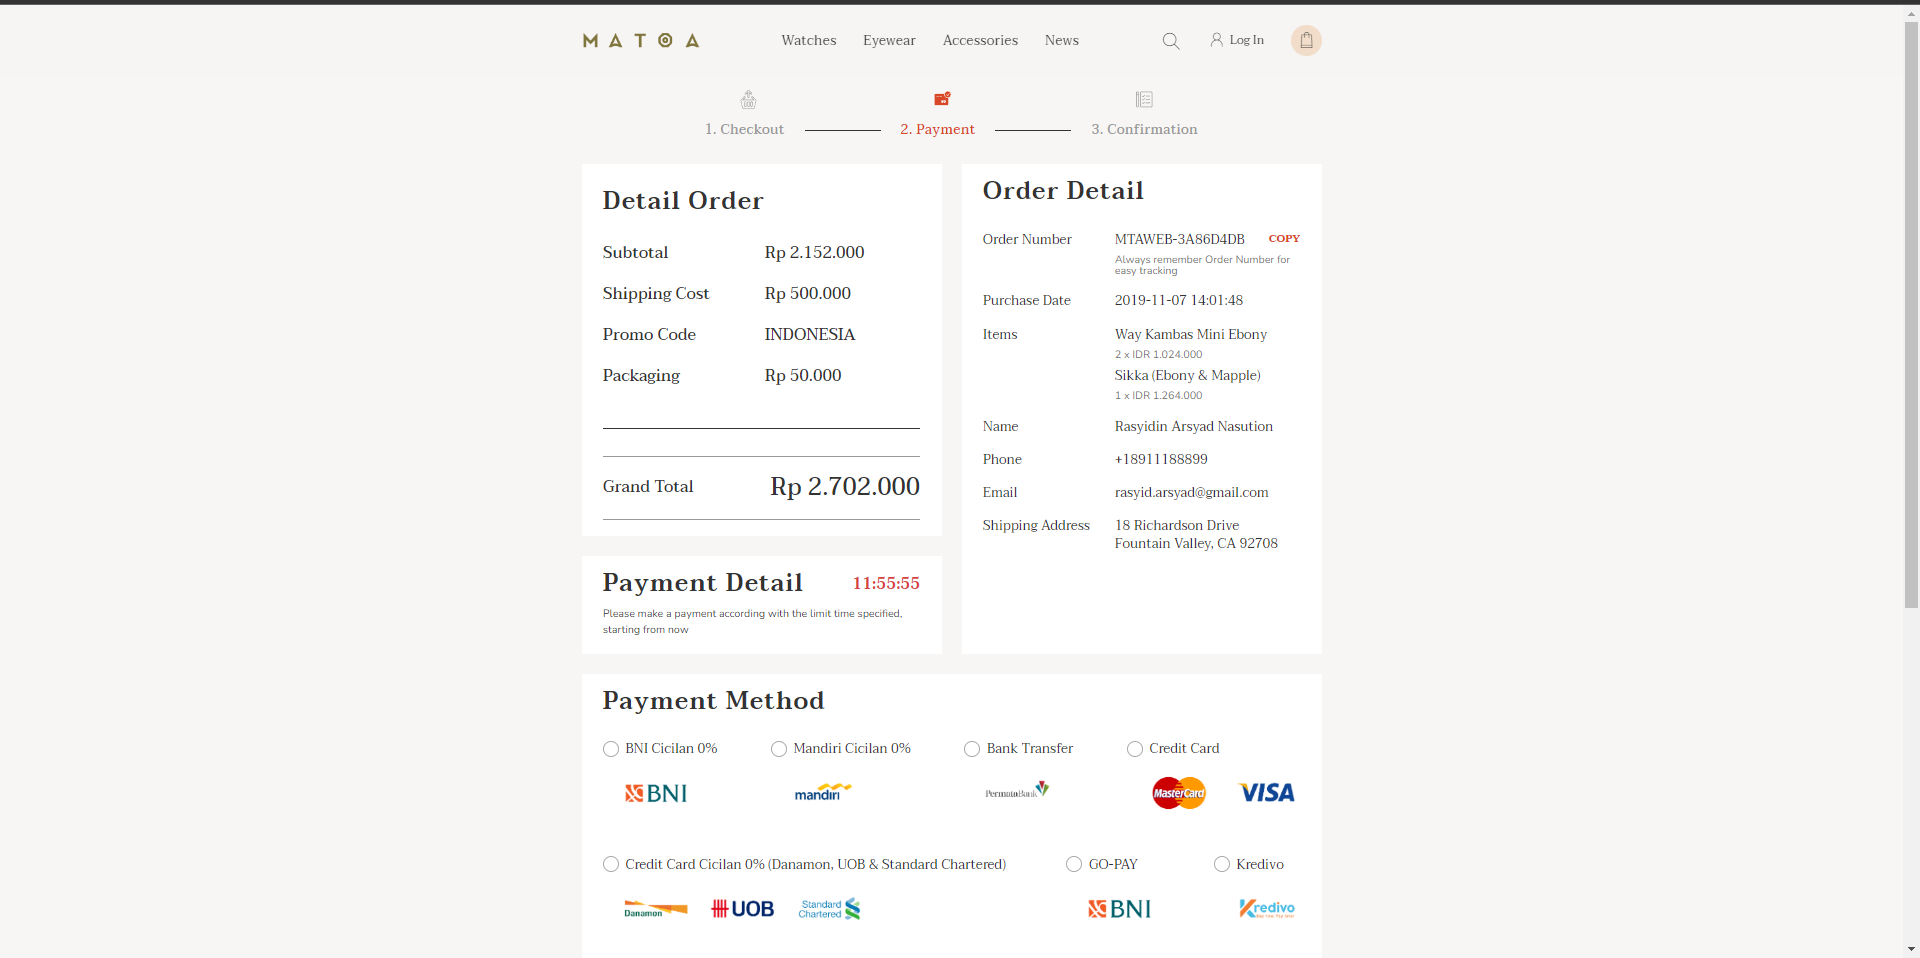 MATOA
Watches Eyewear Accessories News
Log In
1. Checkout
2. Payment
3. Confirmation
Detail Order
Subtotal Rp 2.152.000
Shipping Cost Rp 500.000
Promo Code INDONESIA
Packaging Rp 50.000
Grand Total Rp 2.702.000
Payment Detail 11:55:55
Please make a payment according with the limit time specified,
starting from now
Order Detail
Order Number MTAWEB-3A86D4DB COPY
Always remember Order Number for
easy tracking
Purchase Date 2019-11-07 14:01:48
Items Way Kambas Mini Ebony
2 x IDR 1.024.000
Sikka (Ebony & Mapple)
1 x IDR 1.264.000
Name Rasyidin Arsyad Nasution
Phone +18911188899
Email rasyid.arsyad@gmail.com
Shipping Address 18 Richardson Drive
Fountain Valley, CA 92708
Payment Method
BNI Cicilan 0% Mandiri Cicilan 0% Bank Transfer Credit Card
BNI mandiri PermataBank MasterCard VISA
Credit Card Cicilan 0% (Danamon, UOB & Standard Chartered) GO-PAY Kredivo
Danamon UOB Standard
Chartered
BNI Kredivo